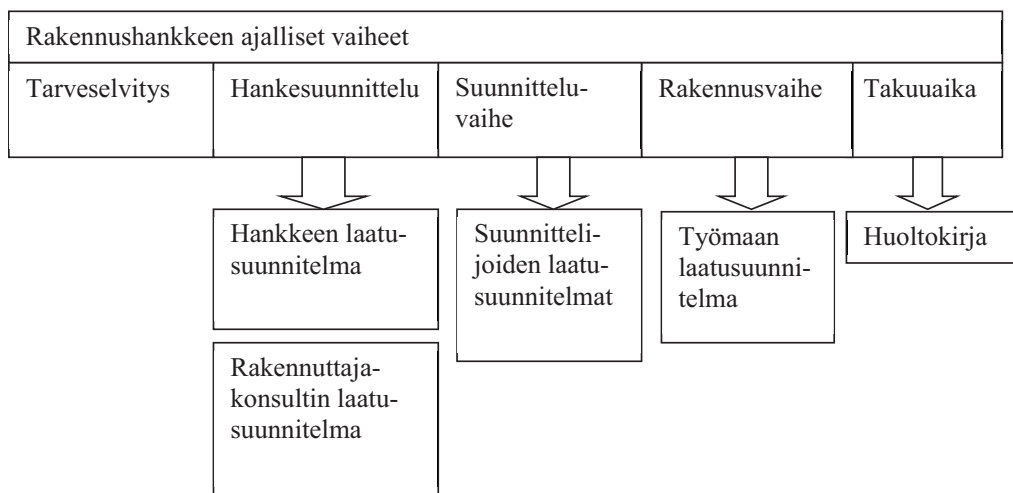 Rakennushankkeen ajalliset vaiheet
Tarveselvitys
Hankesuunnittelu
Suunnittelu-
vaihe
Rakennusvaihe
Takuuaika
Hankkeen laatu-
suunnitelma
Suunnitteli-
joiden laatu-
suunnitelmat
Työmaan
laatusuunni-
telma
Huoltokirja
Rakennuttaja-
konsultin laatu-
suunnitelma